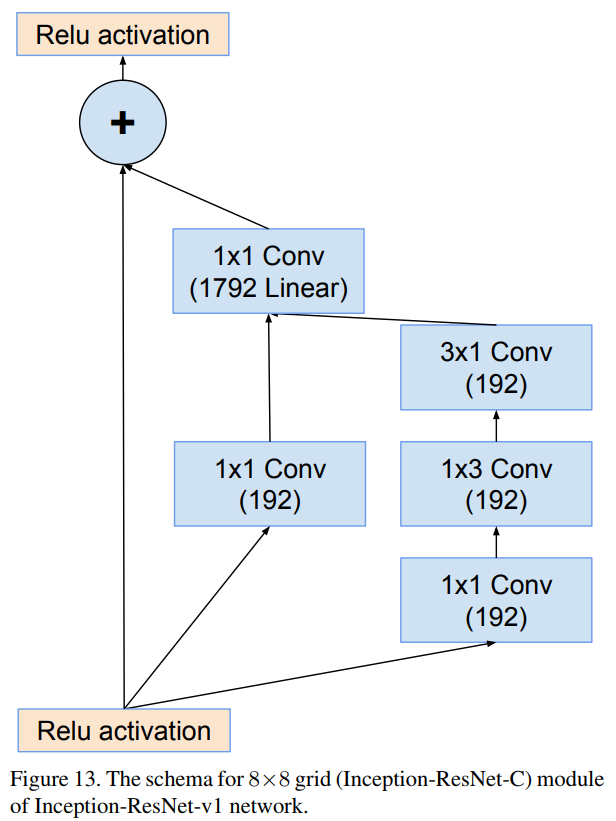 Relu activation
+
1x1 Conv
(1792 Linear)
3x1 Conv
(192)
1x1 Conv
(192)
1x3 Conv
(192)
1x1 Conv
(192)
Relu activation
Figure 13. The schema for 8×8 grid (Inception-ResNet-C) module
of Inception-ResNet-v1 network.